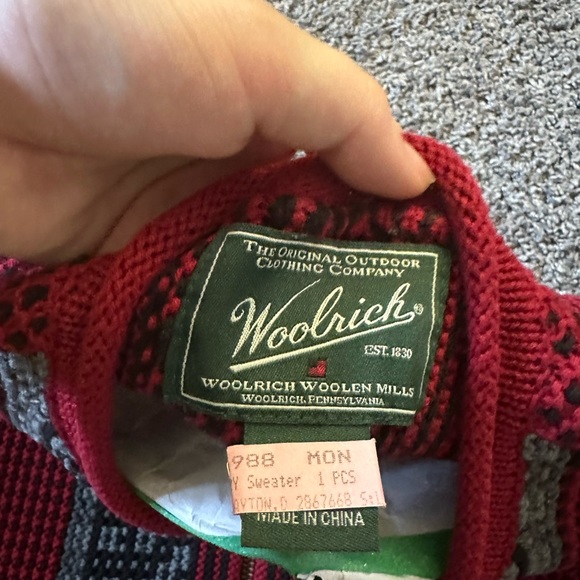 THE ORIGINAL OUTDOOR
CLOTHING COMPANY
Woolrich®
EST. 1830
WOOLRICH WOOLEN MILLS
WOOLRICH, PENNSYLVANIA
988 MON
Y Sweater 1 PCS
2867668
MADE IN CHINA